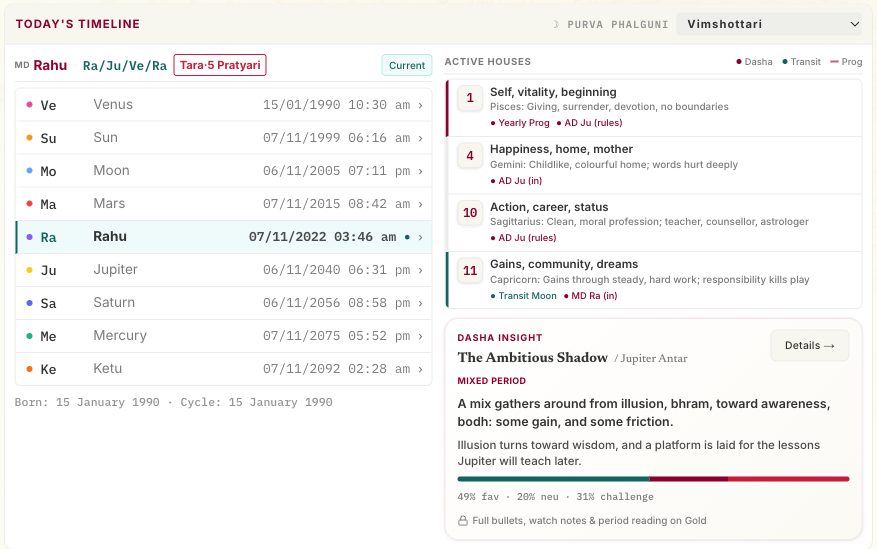 TODAY'S TIMELINE
☽ PURVA PHALGUNI Vimshottari
MD Rahu Ra/Ju/Ve/Ra Tara·5 Pratyari Current
Ve Venus 15/01/1990 10:30 am ›
Su Sun 07/11/1999 06:16 am ›
Mo Moon 06/11/2005 07:11 pm ›
Ma Mars 07/11/2015 08:42 am ›
Ra Rahu 07/11/2022 03:46 am • ›
Ju Jupiter 06/11/2040 06:31 pm ›
Sa Saturn 06/11/2056 08:58 pm ›
Me Mercury 07/11/2075 05:52 pm ›
Ke Ketu 07/11/2092 02:28 am ›
Born: 15 January 1990 · Cycle: 15 January 1990
ACTIVE HOUSES • Dasha • Transit — Prog
1 Self, vitality, beginning
Pisces: Giving, surrender, devotion, no boundaries
• Yearly Prog • AD Ju (rules)
4 Happiness, home, mother
Gemini: Childlike, colourful home; words hurt deeply
• AD Ju (in)
10 Action, career, status
Sagittarius: Clean, moral profession; teacher, counsellor, astrologer
• AD Ju (rules)
11 Gains, community, dreams
Capricorn: Gains through steady, hard work; responsibility kills play
• Transit Moon • MD Ra (in)
DASHA INSIGHT
The Ambitious Shadow / Jupiter Antar
Details →
MIXED PERIOD
A mix gathers around from illusion, bhram, toward awareness,
bodh: some gain, and some friction.
Illusion turns toward wisdom, and a platform is laid for the lessons
Jupiter will teach later.
49% fav · 20% neu · 31% challenge
Full bullets, watch notes & period reading on Gold